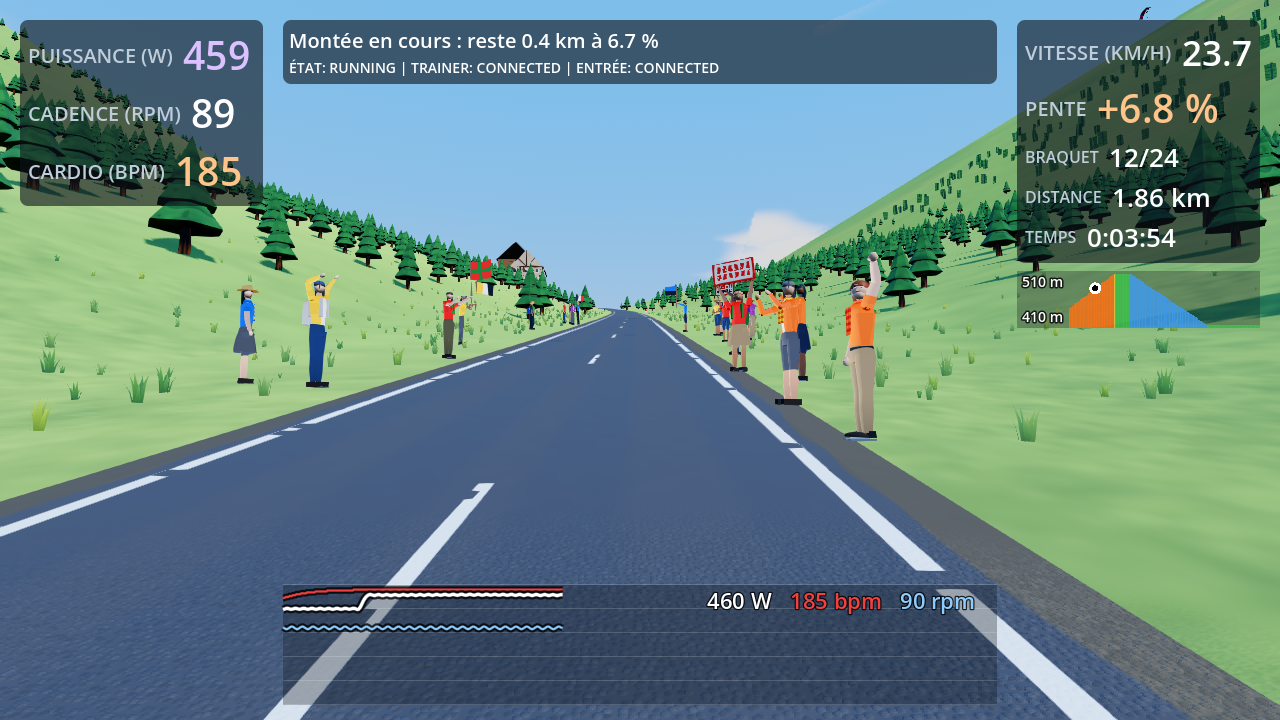 PUISSANCE (W) 459
CADENCE (RPM) 89
CARDIO (BPM) 185
Montée en cours : reste 0.4 km à 6.7 %
ÉTAT: RUNNING | TRAINER: CONNECTED | ENTRÉE: CONNECTED
VITESSE (KM/H) 23.7
PENTE +6.8 %
BRAQUET 12/24
DISTANCE 1.86 km
TEMPS 0:03:54
510 m
410 m
460 W 185 bpm 90 rpm